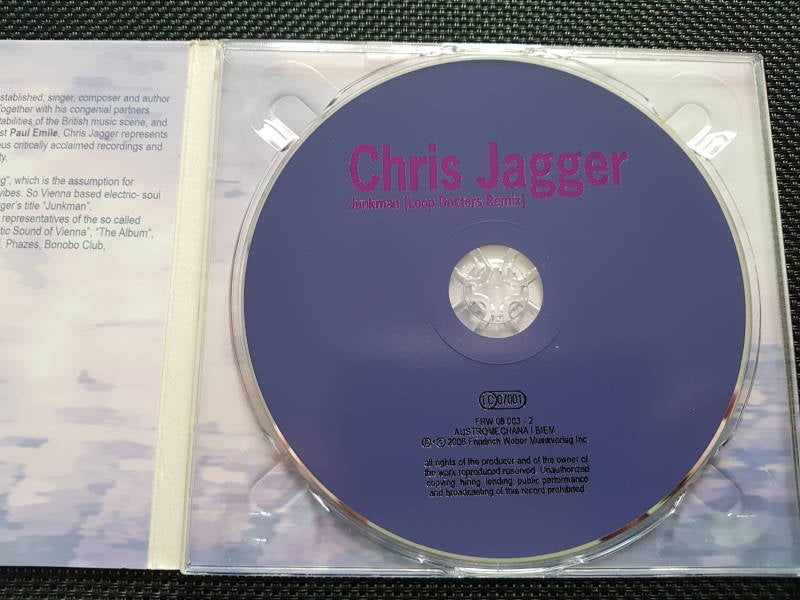 stablished, singer, composer and author
Together with his congenial partners
tabilities of the British music scene, and
st Paul Emile, Chris Jagger represents
us critically acclaimed recordings and
ty.
g", which is the assumption for
vibes. So Vienna based electric- soul
ger's title "Junkman".
representatives of the so called
tic Sound of Vienna", "The Album",
l, Phazes, Bonobo Club,
Chris Jagger
Junkman [Loop Doctors Remix]
LC 07001
FRW 08 003 - 2
AUSTROMECHANA | BIEM
℗+© 2008 Friedrich Weber Musikverlag Inc
all rights of the producer and of the owner of
the work reproduced reserved. Unauthorized
copying, hiring, lending, public performance
and broadcasting of this record prohibited